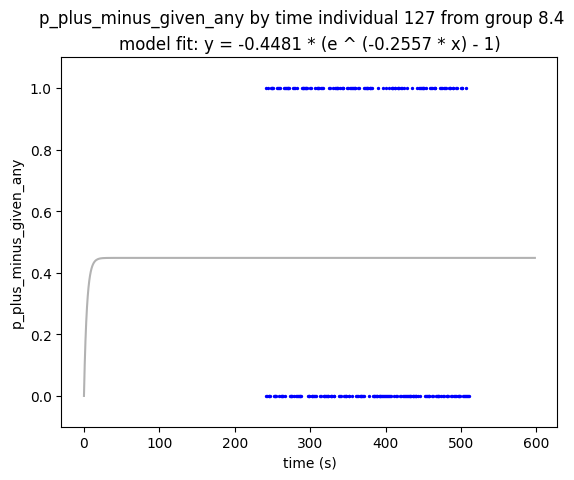 p_plus_minus_given_any by time individual 127 from group 8.4
model fit: y = -0.4481 * (e ^ (-0.2557 * x) - 1)
1.0
0.8
0.6
0.4
0.2
0.0
p_plus_minus_given_any
0 100 200 300 400 500 600
time (s)